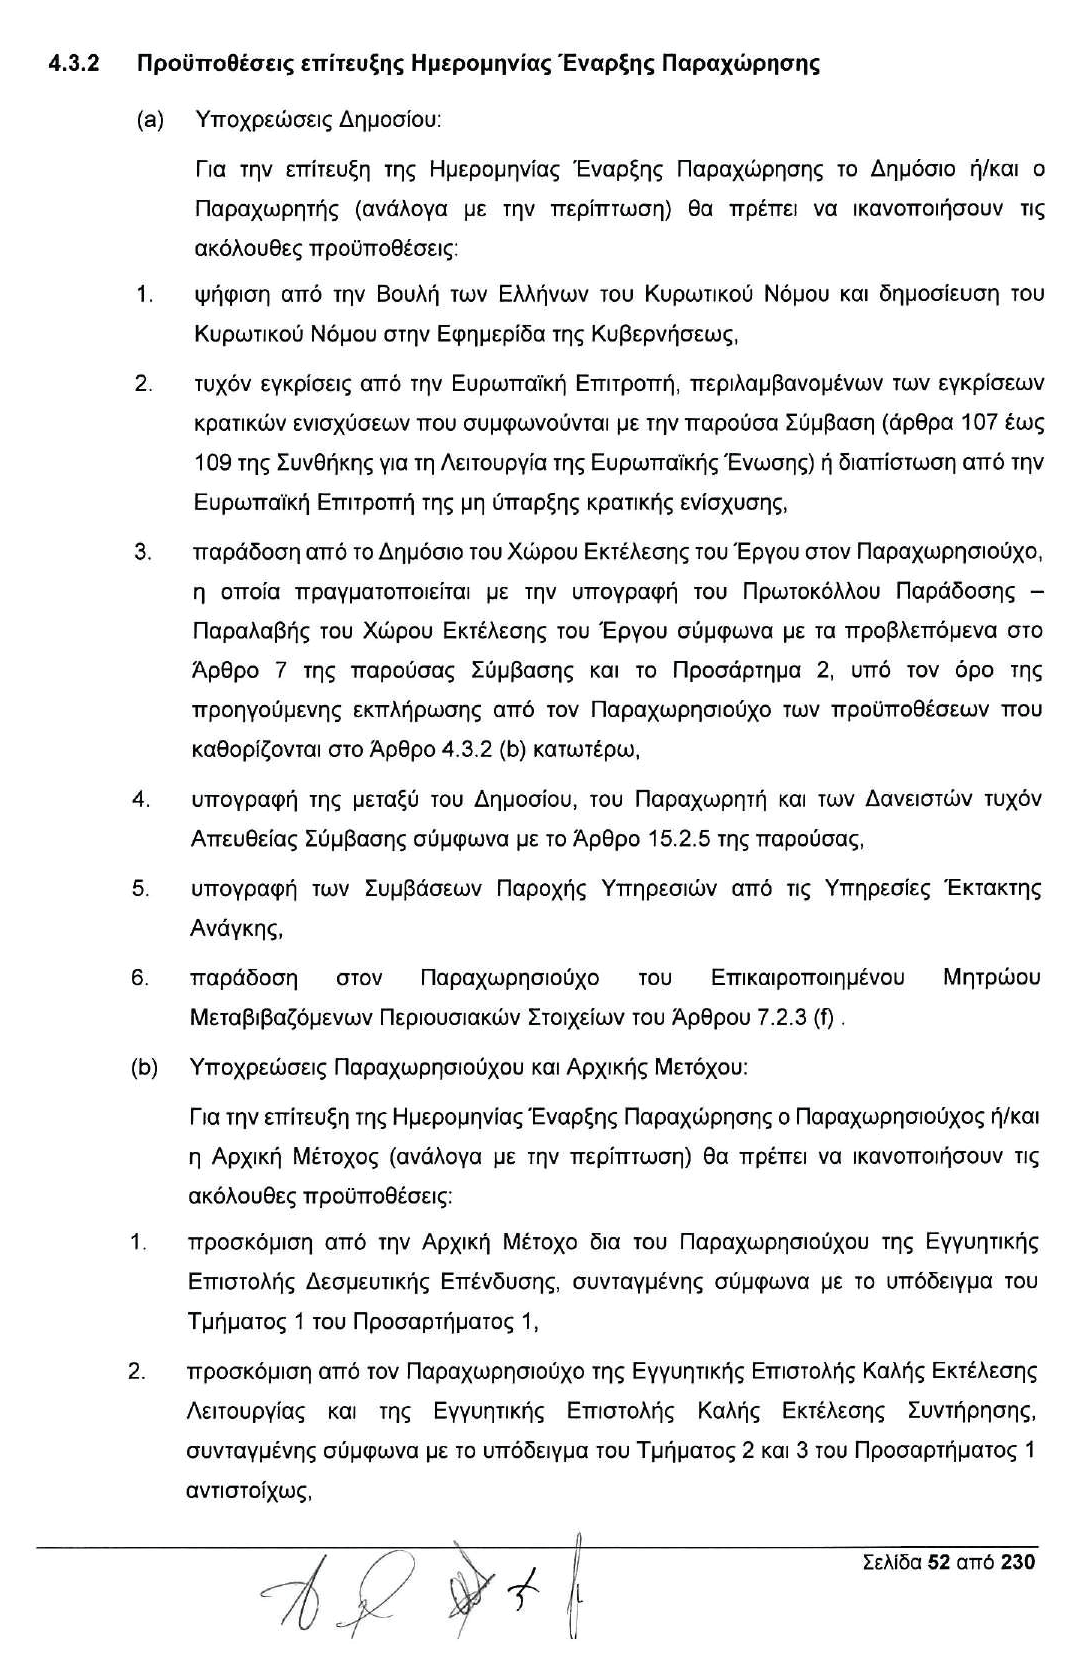 4.3.2 Προϋποθέσεις επίτευξης Ημερομηνίας Έναρξης Παραχώρησης
(a) Υποχρεώσεις Δημοσίου:
Για την επίτευξη της Ημερομηνίας Έναρξης Παραχώρησης το Δημόσιο ή/και ο
Παραχωρητής (ανάλογα με την περίπτωση) θα πρέπει να ικανοποιήσουν τις
ακόλουθες προϋποθέσεις:
1. ψήφιση από την Βουλή των Ελλήνων του Κυρωτικού Νόμου και δημοσίευση του
Κυρωτικού Νόμου στην Εφημερίδα της Κυβερνήσεως,
2. τυχόν εγκρίσεις από την Ευρωπαϊκή Επιτροπή, περιλαμβανομένων των εγκρίσεων
κρατικών ενισχύσεων που συμφωνούνται με την παρούσα Σύμβαση (άρθρα 107 έως
109 της Συνθήκης για τη Λειτουργία της Ευρωπαϊκής Ένωσης) ή διαπίστωση από την
Ευρωπαϊκή Επιτροπή της μη ύπαρξης κρατικής ενίσχυσης,
3. παράδοση από το Δημόσιο του Χώρου Εκτέλεσης του Έργου στον Παραχωρησιούχο,
η οποία πραγματοποιείται με την υπογραφή του Πρωτοκόλλου Παράδοσης –
Παραλαβής του Χώρου Εκτέλεσης του Έργου σύμφωνα με τα προβλεπόμενα στο
Άρθρο 7 της παρούσας Σύμβασης και το Προσάρτημα 2, υπό τον όρο της
προηγούμενης εκπλήρωσης από τον Παραχωρησιούχο των προϋποθέσεων που
καθορίζονται στο Άρθρο 4.3.2 (b) κατωτέρω,
4. υπογραφή της μεταξύ του Δημοσίου, του Παραχωρητή και των Δανειστών τυχόν
Απευθείας Σύμβασης σύμφωνα με το Άρθρο 15.2.5 της παρούσας,
5. υπογραφή των Συμβάσεων Παροχής Υπηρεσιών από τις Υπηρεσίες Έκτακτης
Ανάγκης,
6. παράδοση στον Παραχωρησιούχο του Επικαιροποιημένου Μητρώου
Μεταβιβαζόμενων Περιουσιακών Στοιχείων του Άρθρου 7.2.3 (f) .
(b) Υποχρεώσεις Παραχωρησιούχου και Αρχικής Μετόχου:
Για την επίτευξη της Ημερομηνίας Έναρξης Παραχώρησης ο Παραχωρησιούχος ή/και
η Αρχική Μέτοχος (ανάλογα με την περίπτωση) θα πρέπει να ικανοποιήσουν τις
ακόλουθες προϋποθέσεις:
1. προσκόμιση από την Αρχική Μέτοχο δια του Παραχωρησιούχου της Εγγυητικής
Επιστολής Δεσμευτικής Επένδυσης, συνταγμένης σύμφωνα με το υπόδειγμα του
Τμήματος 1 του Προσαρτήματος 1,
2. προσκόμιση από τον Παραχωρησιούχο της Εγγυητικής Επιστολής Καλής Εκτέλεσης
Λειτουργίας και της Εγγυητικής Επιστολής Καλής Εκτέλεσης Συντήρησης,
συνταγμένης σύμφωνα με το υπόδειγμα του Τμήματος 2 και 3 του Προσαρτήματος 1
αντιστοίχως,
Σελίδα 52 από 230